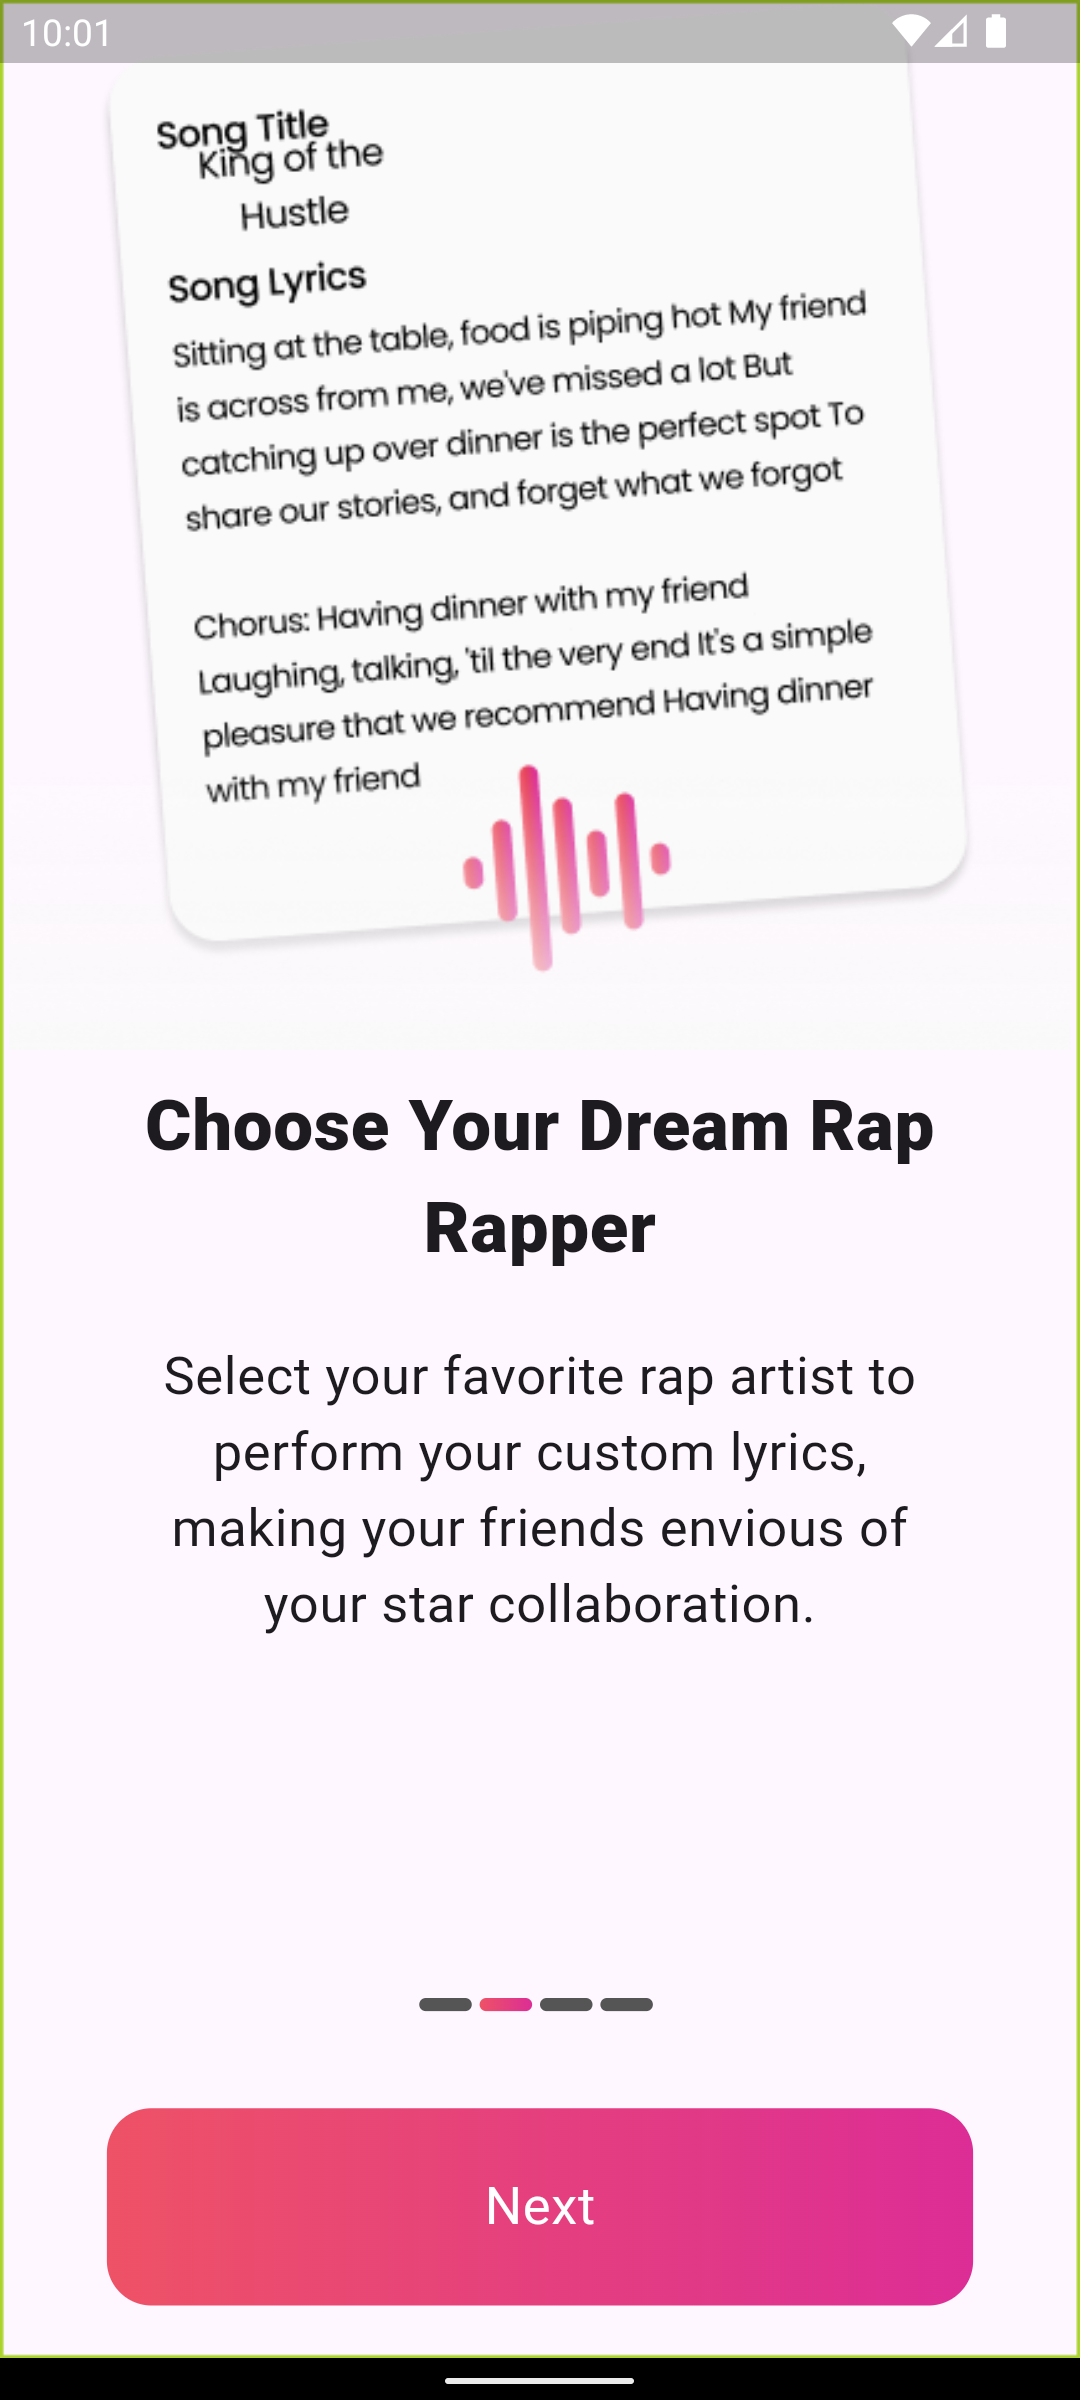 10:01
Song Title
King of the
Hustle
Song Lyrics
Sitting at the table, food is piping hot My friend
is across from me, we've missed a lot But
catching up over dinner is the perfect spot To
share our stories, and forget what we forgot
Chorus: Having dinner with my friend
Laughing, talking, 'til the very end It's a simple
pleasure that we recommend Having dinner
with my friend
Choose Your Dream Rap
Rapper
Select your favorite rap artist to
perform your custom lyrics,
making your friends envious of
your star collaboration.
Next